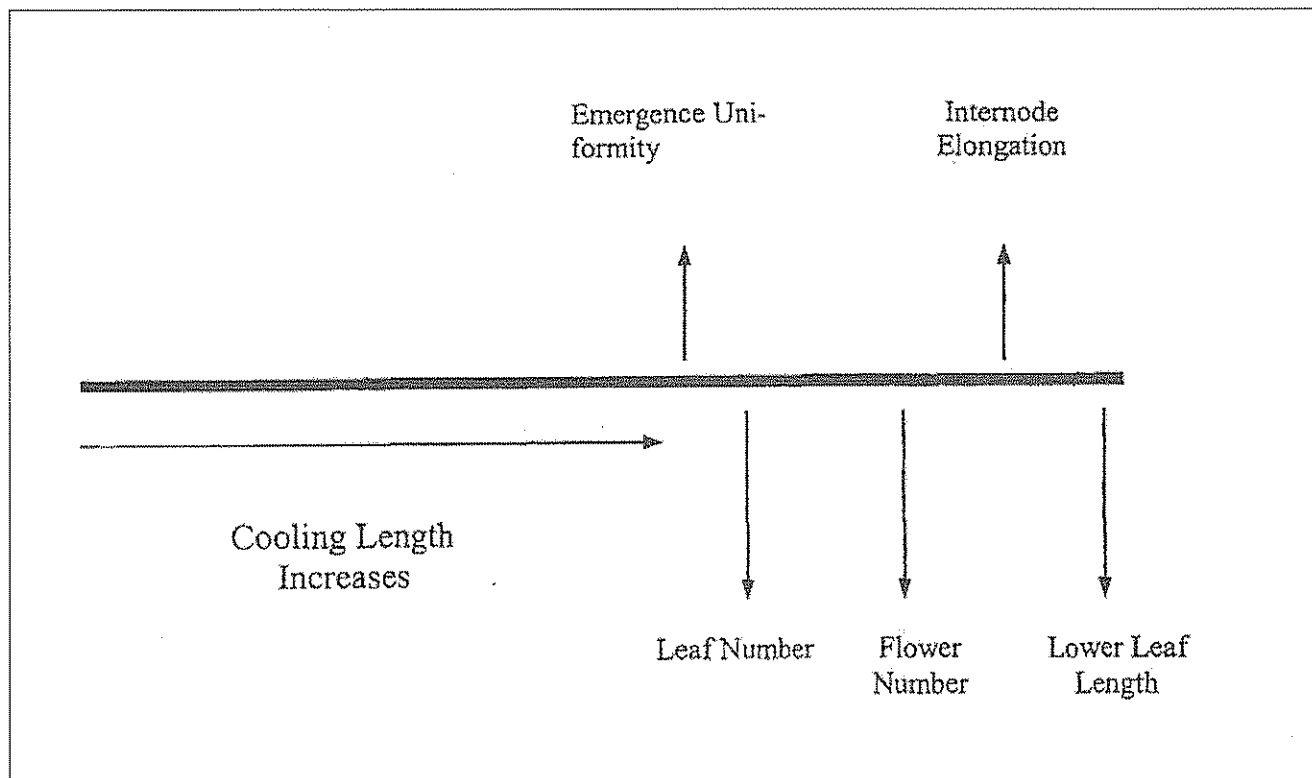 Emergence Uni-
formity
Internode
Elongation
Cooling Length
Increases
Leaf Number
Flower
Number
Lower Leaf
Length